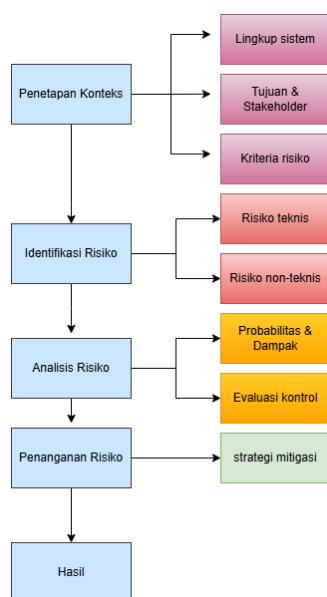 Lingkup sistem
Penetapan Konteks
Tujuan &
Stakeholder
Kriteria risiko
Risiko teknis
Identifikasi Risiko
Risiko non-teknis
Probabilitas &
Dampak
Analisis Risiko
Evaluasi kontrol
Penanganan Risiko
strategi mitigasi
Hasil